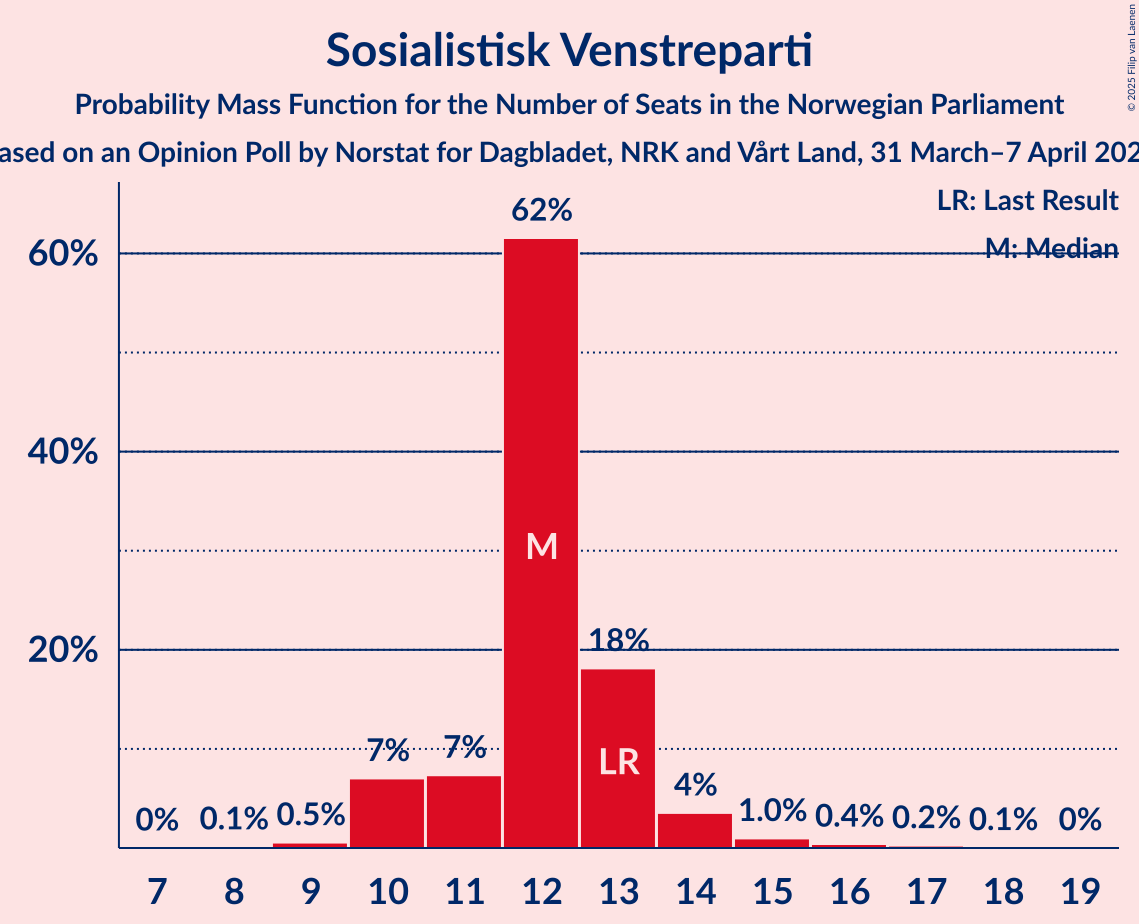 Sosialistisk Venstreparti
Probability Mass Function for the Number of Seats in the Norwegian Parliament
ased on an Opinion Poll by Norstat for Dagbladet, NRK and Vårt Land, 31 March–7 April 202
© 2025 Filip van Laenen
LR: Last Result
M: Median
60%
40%
20%
0% 0.1% 0.5% 7% 7% 62% 18% 4% 1.0% 0.4% 0.2% 0.1% 0%
M
LR
7 8 9 10 11 12 13 14 15 16 17 18 19